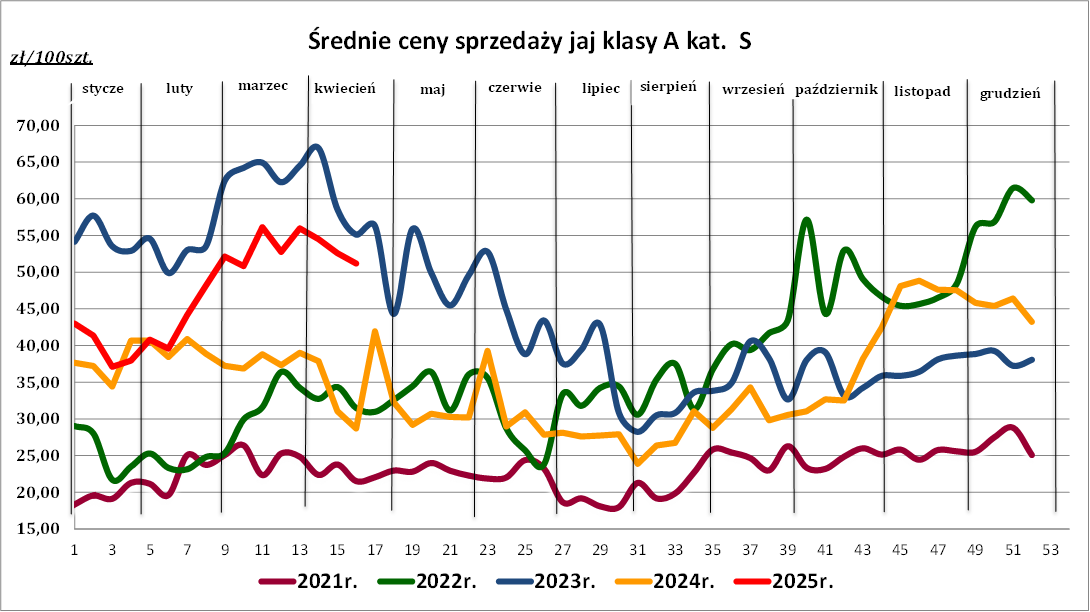 Średnie ceny sprzedaży jaj klasy A kat. S
zł/100szt.
stycze luty marzec kwiecień maj czerwie lipiec sierpień wrzesień październik listopad grudzień
70,00
65,00
60,00
55,00
50,00
45,00
40,00
35,00
30,00
25,00
20,00
15,00
1 3 5 7 9 11 13 15 17 19 21 23 25 27 29 31 33 35 37 39 41 43 45 47 49 51 53
2021r. 2022r. 2023r. 2024r. 2025r.